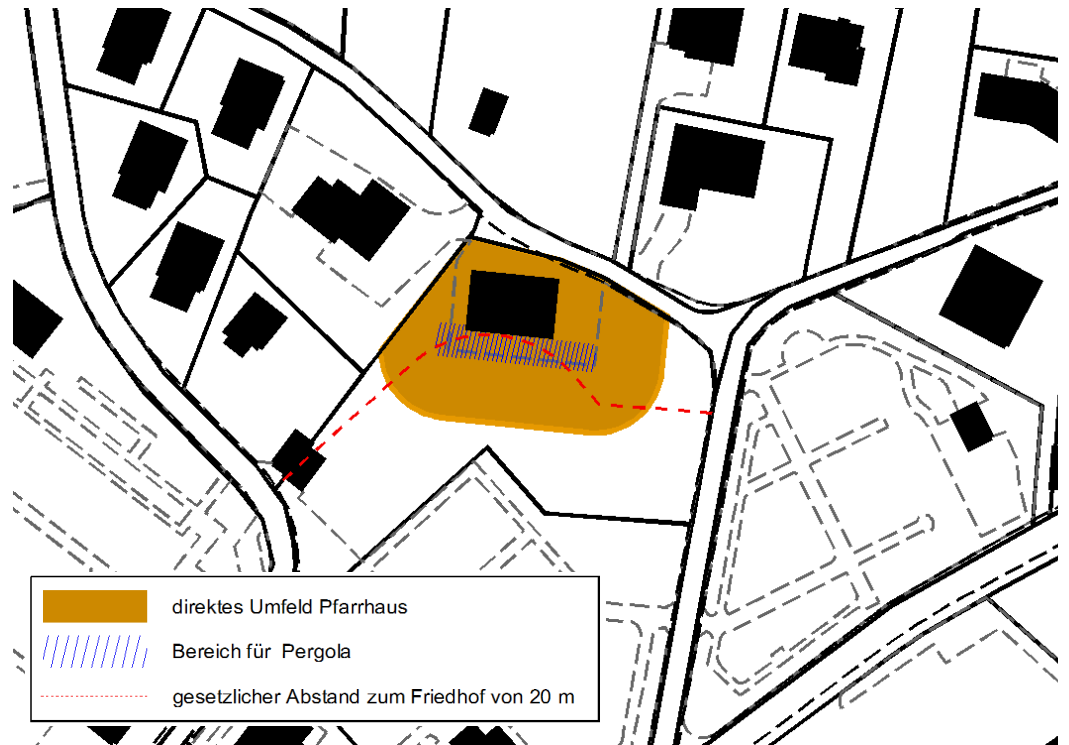 direktes Umfeld Pfarrhaus
Bereich für Pergola
gesetzlicher Abstand zum Friedhof von 20 m